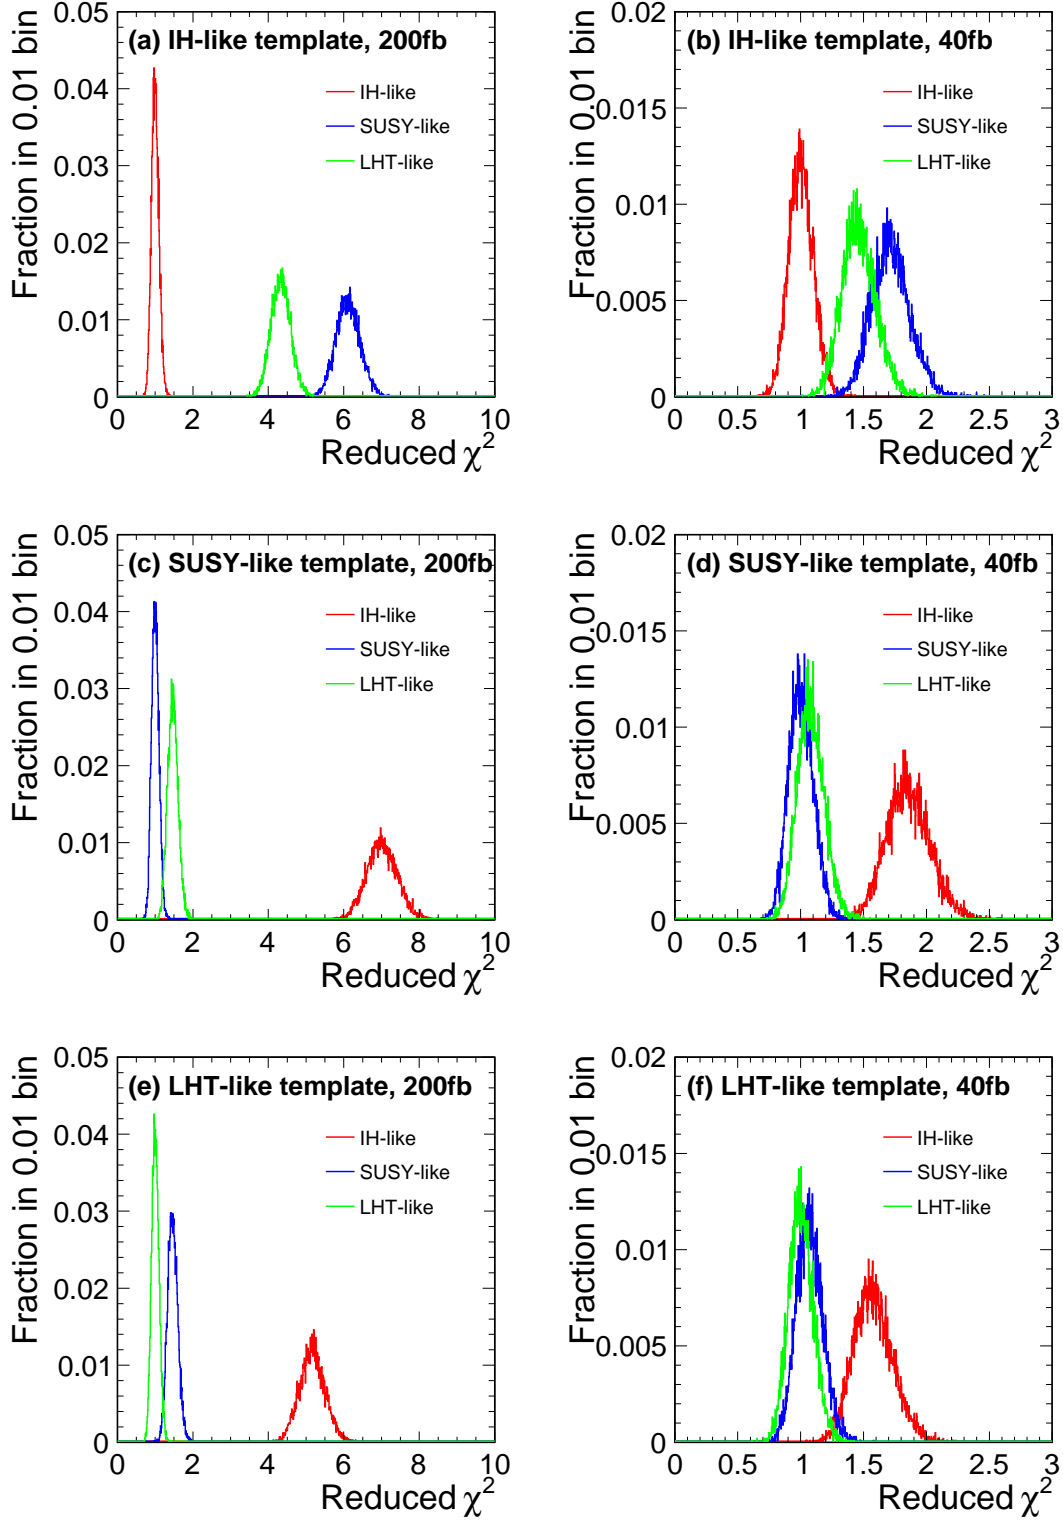 (a) IH-like template, 200fb
Fraction in 0.01 bin
0.05
0.04
0.03
0.02
0.01
0
IH-like
SUSY-like
LHT-like
0 2 4 6 8 10
Reduced χ²
(b) IH-like template, 40fb
Fraction in 0.01 bin
0.02
0.015
0.01
0.005
0
IH-like
SUSY-like
LHT-like
0 0.5 1 1.5 2 2.5 3
Reduced χ²
(c) SUSY-like template, 200fb
Fraction in 0.01 bin
0.05
0.04
0.03
0.02
0.01
0
IH-like
SUSY-like
LHT-like
0 2 4 6 8 10
Reduced χ²
(d) SUSY-like template, 40fb
Fraction in 0.01 bin
0.02
0.015
0.01
0.005
0
IH-like
SUSY-like
LHT-like
0 0.5 1 1.5 2 2.5 3
Reduced χ²
(e) LHT-like template, 200fb
Fraction in 0.01 bin
0.05
0.04
0.03
0.02
0.01
0
IH-like
SUSY-like
LHT-like
0 2 4 6 8 10
Reduced χ²
(f) LHT-like template, 40fb
Fraction in 0.01 bin
0.02
0.015
0.01
0.005
0
IH-like
SUSY-like
LHT-like
0 0.5 1 1.5 2 2.5 3
Reduced χ²